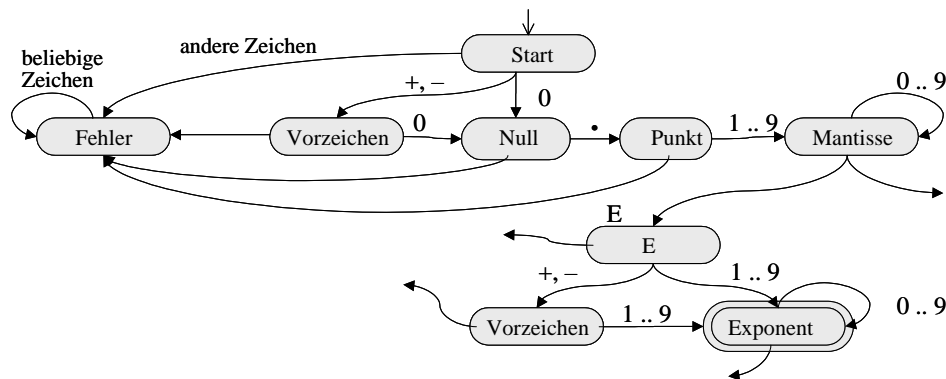 Start
andere Zeichen
beliebige
Zeichen
+, –
0
0 .. 9
Fehler
Vorzeichen
0
Null
•
Punkt
1 .. 9
Mantisse
E
E
+, –
1 .. 9
0 .. 9
Vorzeichen
1 .. 9
Exponent